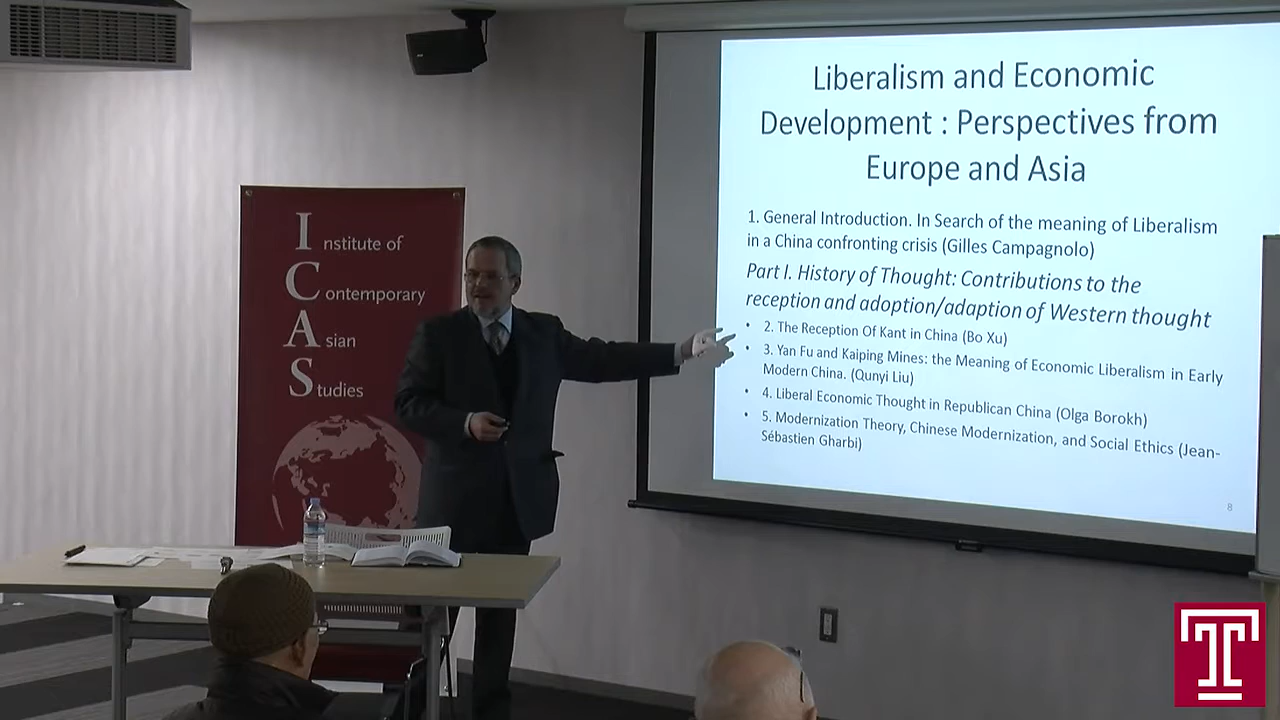 Institute of
Contemporary
Asian
Studies
Liberalism and Economic
Development : Perspectives from
Europe and Asia
1. General Introduction. In Search of the meaning of Liberalism
in a China confronting crisis (Gilles Campagnolo)
Part I. History of Thought: Contributions to the
reception and adoption/adaption of Western thought
• 2. The Reception Of Kant in China (Bo Xu)
• 3. Yan Fu and Kaiping Mines: the Meaning of Economic Liberalism in Early
Modern China. (Qunyi Liu)
• 4. Liberal Economic Thought in Republican China (Olga Borokh)
• 5. Modernization Theory, Chinese Modernization, and Social Ethics (Jean-
Sébastien Gharbi)
8
T